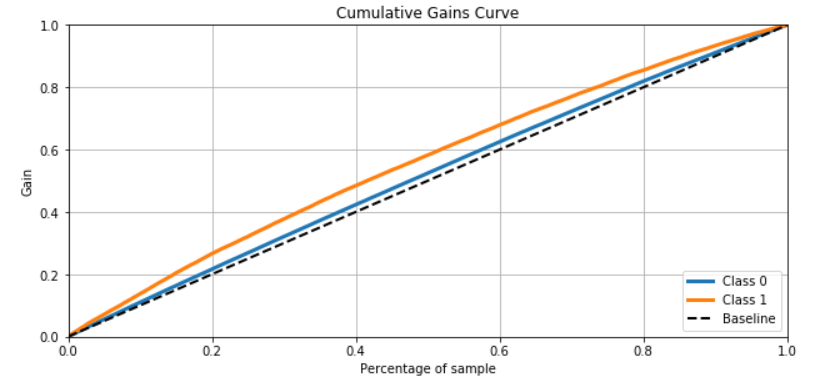 Cumulative Gains Curve
1.0
0.8
0.6
0.4
0.2
0.0
Gain
0.0 0.2 0.4 0.6 0.8 1.0
Percentage of sample
Class 0
Class 1
Baseline